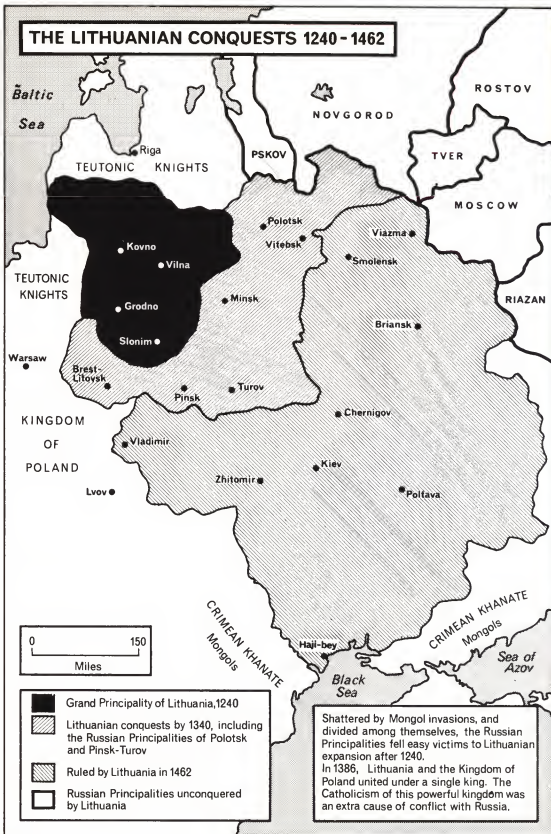 THE LITHUANIAN CONQUESTS 1240-1462
Baltic
Sea
NOVGOROD
ROSTOV
PSKOV
TVER
MOSCOW
Riga
TEUTONIC KNIGHTS
Polotsk
Vitebsk
Viazma
Smolensk
Kovno
Vilna
TEUTONIC
KNIGHTS
Grodno
Minsk
RIAZAN
Briansk
Slonim
Warsaw
Brest-
Litovsk
Pinsk
Turov
Chernigov
KINGDOM
OF
POLAND
Vladimir
Zhitomir
Kiev
Poltava
Lvov
CRIMEAN KHANATE
Mongols
Haji-bey
CRIMEAN KHANATE
Mongols
Sea of
Azov
Black
Sea
0 150
Miles
Grand Principality of Lithuania,1240
Lithuanian conquests by 1340, including
the Russian Principalities of Polotsk
and Pinsk-Turov
Ruled by Lithuania in 1462
Russian Principalities unconquered
by Lithuania
Shattered by Mongol invasions, and
divided among themselves, the Russian
Principalities fell easy victims to Lithuanian
expansion after 1240.
In 1386, Lithuania and the Kingdom of
Poland united under a single king. The
Catholicism of this powerful kingdom was
an extra cause of conflict with Russia.